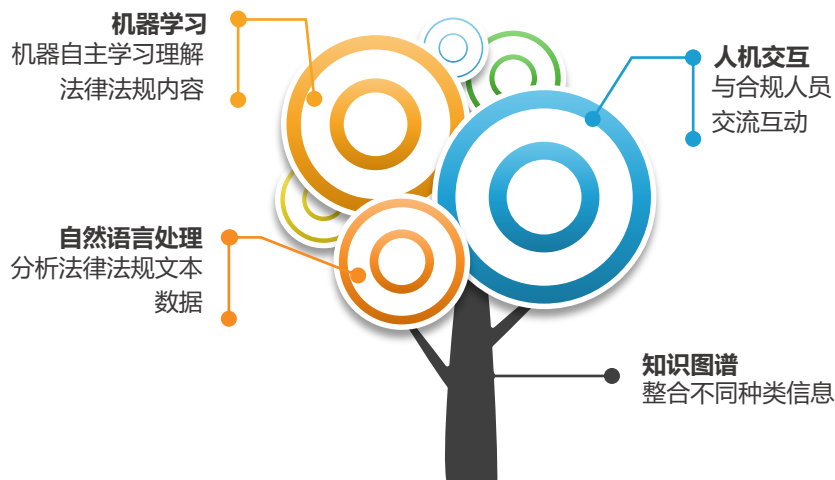 机器学习
机器自主学习理解
法律法规内容
人机交互
与合规人员
交流互动
自然语言处理
分析法律法规文本
数据
知识图谱
整合不同种类信息